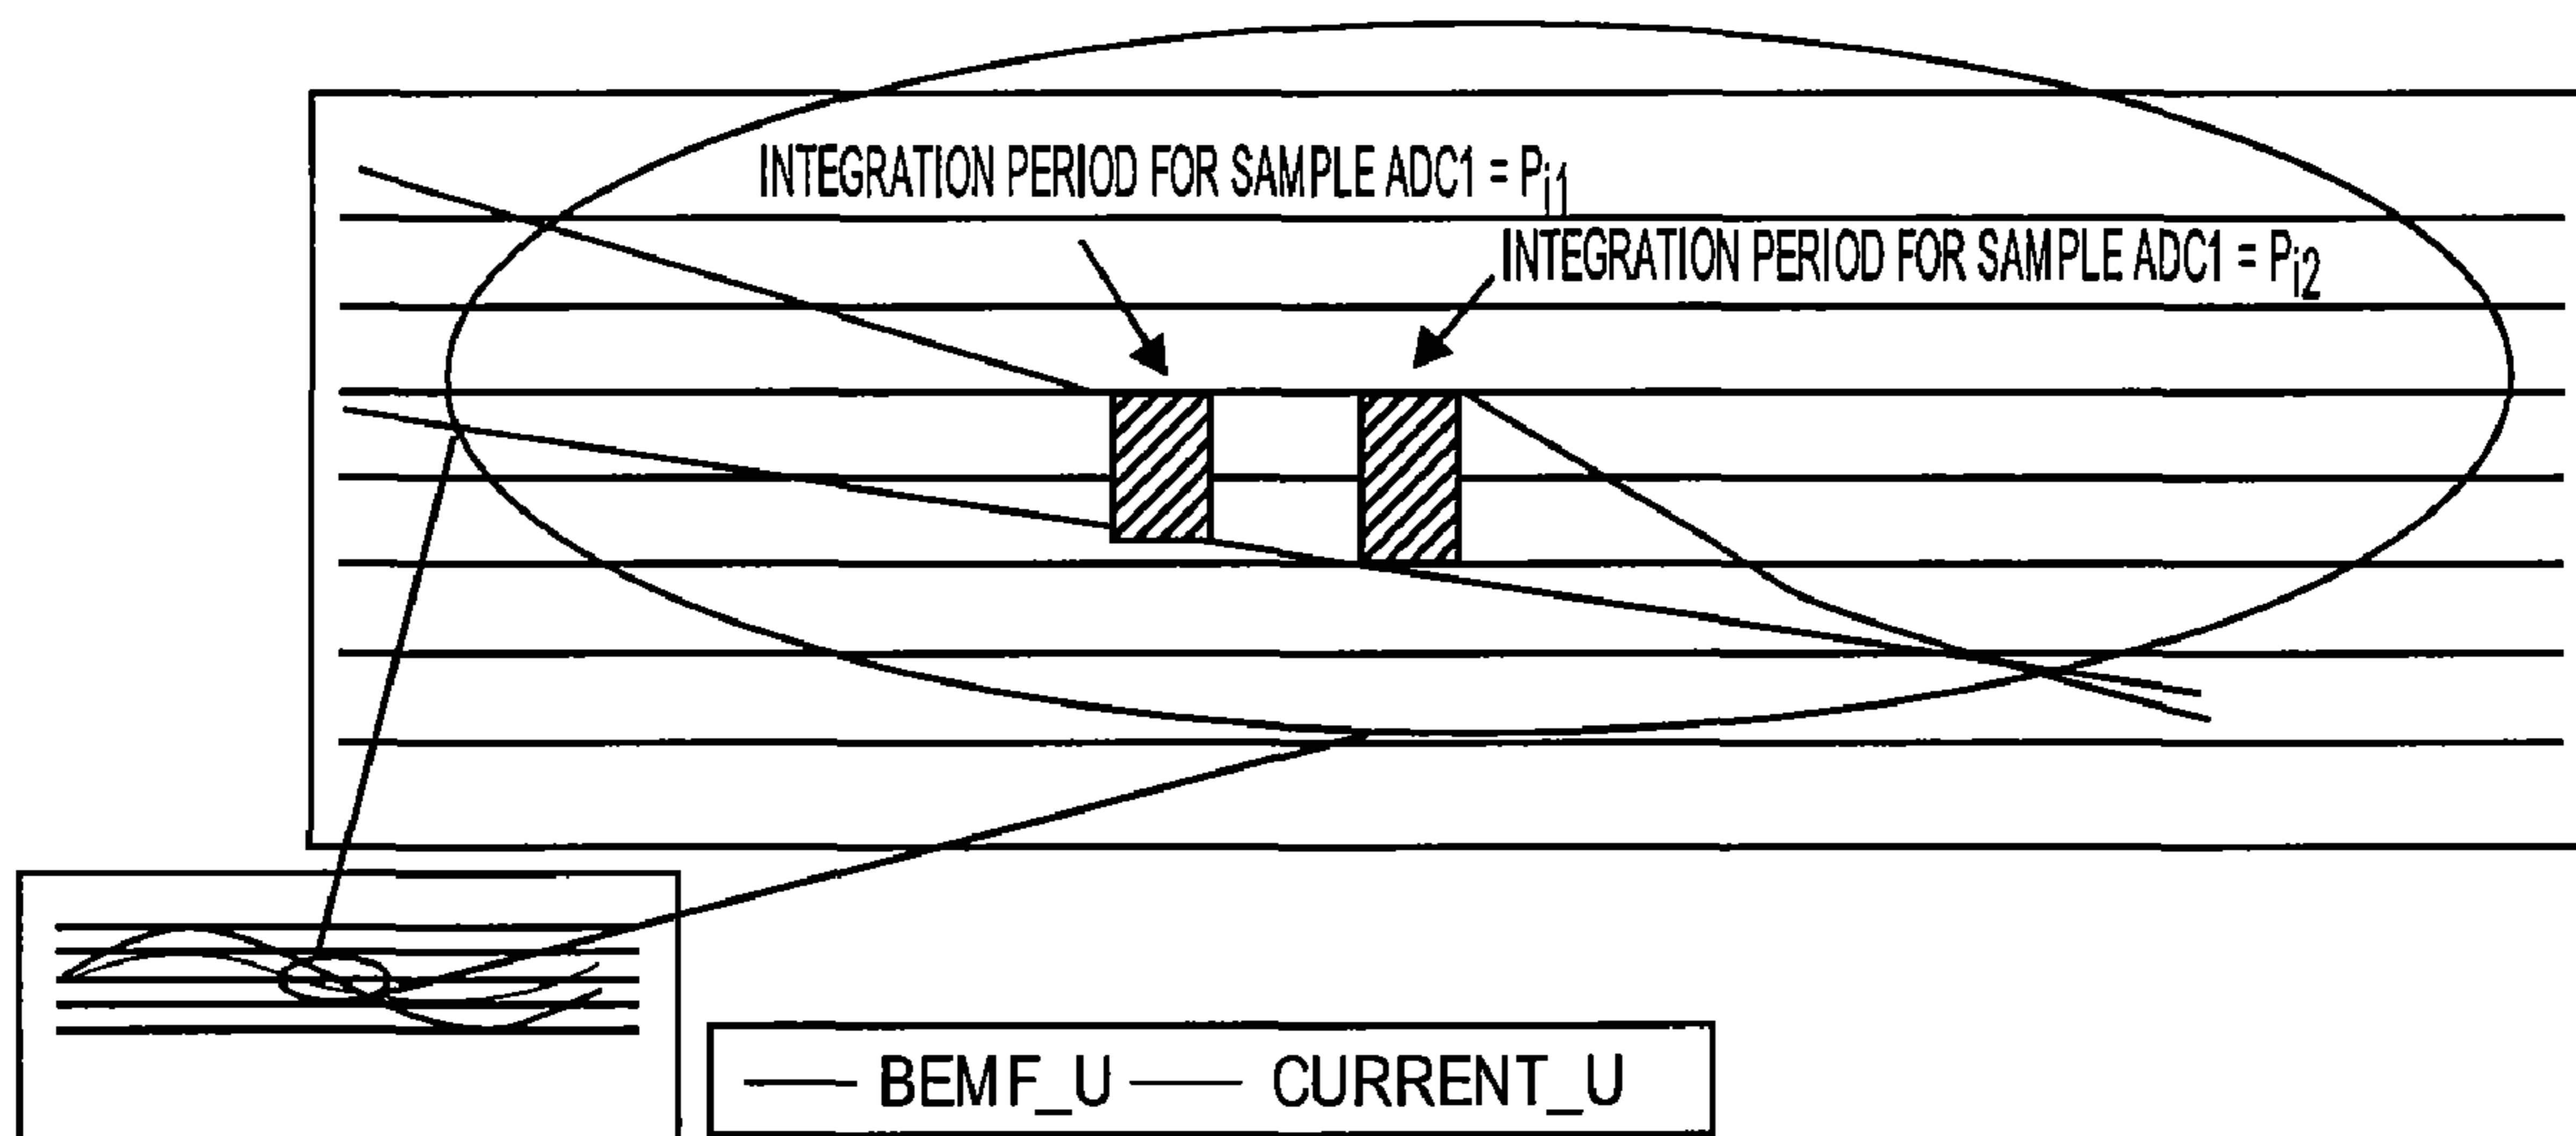 INTEGRATION PERIOD FOR SAMPLE ADC1 = Pi1
INTEGRATION PERIOD FOR SAMPLE ADC1 = Pi2
BEMF_U CURRENT_U